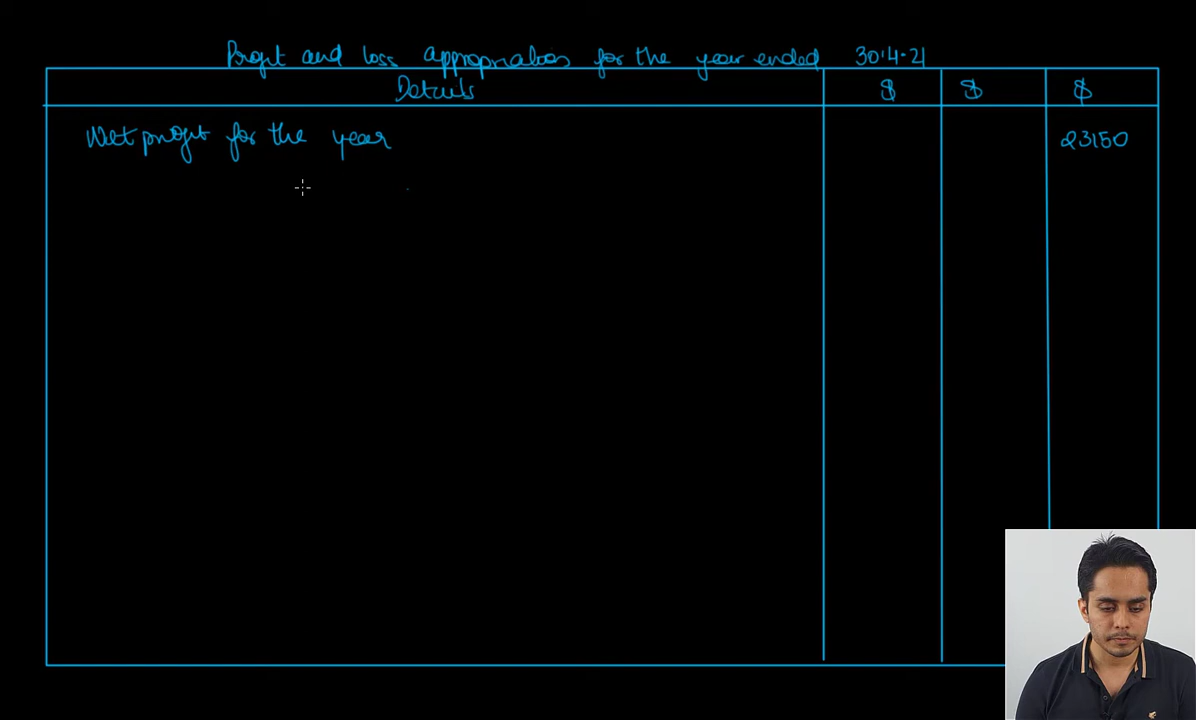 Profit and loss appropriation for the year ended 30.4.21
Details $ $ $
Net profit for the year 23150